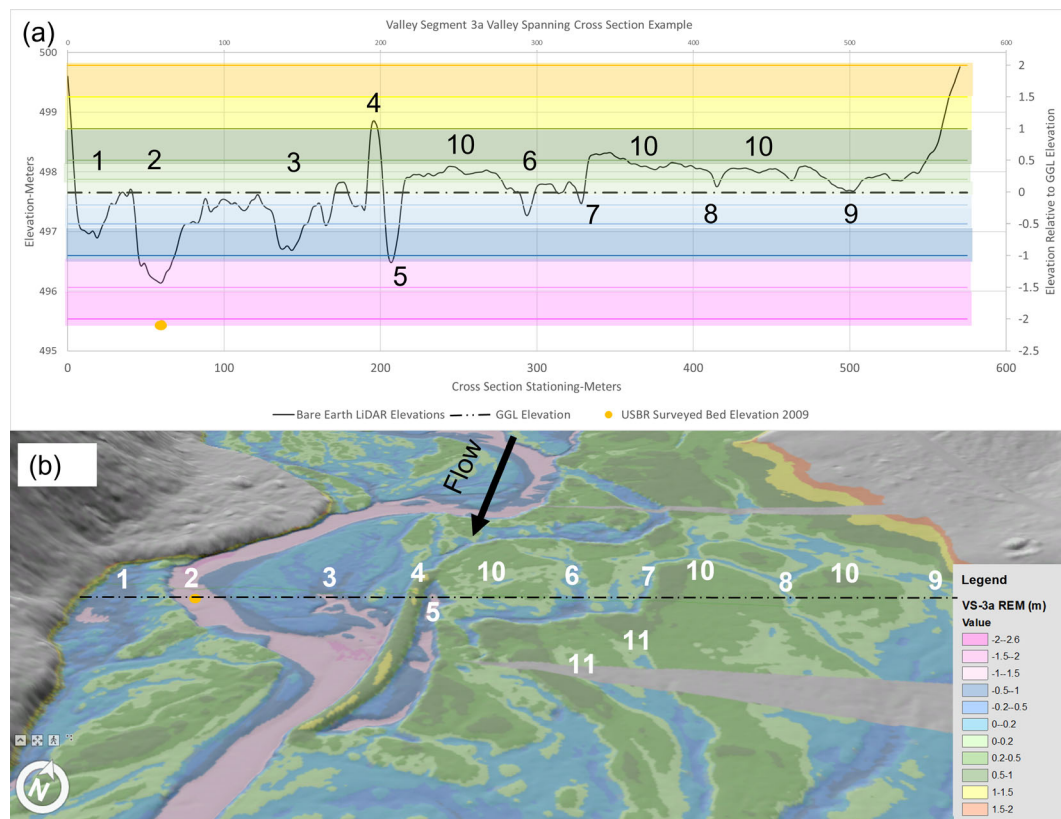 (a)
Valley Segment 3a Valley Spanning Cross Section Example
0 100 200 300 400 500 600
500 2
499 1.5
498 1
497 0.5
496 0
495 -0.5
-1
-1.5
-2
-2.5
Elevation-Meters
Elevation Relative to GGL Elevation
1 2 3 4 5 10 6 7 10 8 10 9
0 100 200 300 400 500 600
Cross Section Stationing-Meters
Bare Earth LiDAR Elevations GGL Elevation USBR Surveyed Bed Elevation 2009
(b)
Flow
1 2 3 4 5 10 6 7 10 8 10 9
11 11
N
Legend
VS-3a REM (m)
Value
-2--2.6
-1.5--2
-1--1.5
-0.5--1
-0.2--0.5
0--0.2
0-0.2
0.2-0.5
0.5-1
1-1.5
1.5-2